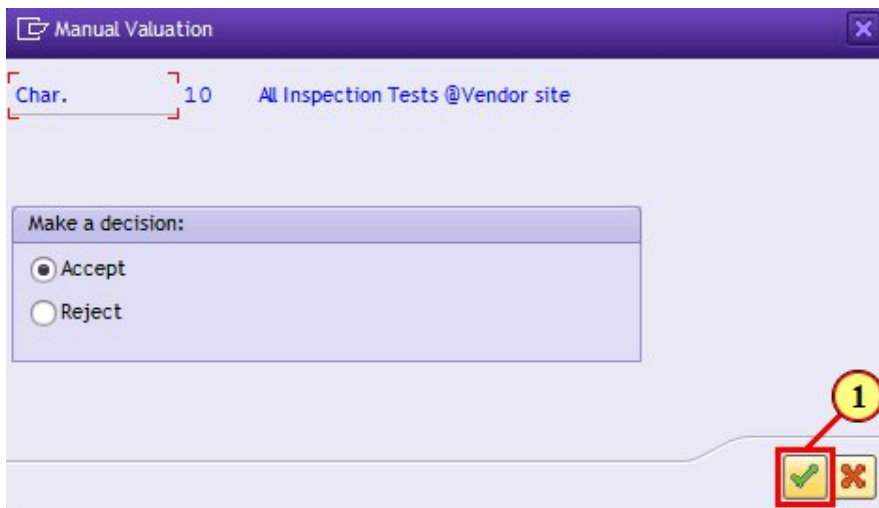 Manual Valuation
Char. 10 All Inspection Tests @Vendor site
Make a decision:
Accept
Reject
1